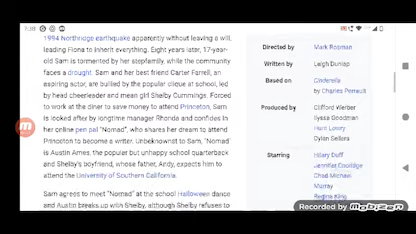 7:38
1994 Northridge earthquake apparently without leaving a will,
leading Fiona to inherit everything. Eight years later, 17-year-
old Sam is tormented by her stepfamily, while the community
faces a drought. Sam and her best friend Carter Farrell, an
aspiring actor, are bullied by the popular clique at school, led
by head cheerleader and mean girl Shelby Cummings. Forced
to work at the diner to save money to attend Princeton, Sam
is looked after by longtime manager Rhonda and confides in
her online pen pal "Nomad", who shares her dream to attend
Princeton to become a writer. Unbeknownst to Sam, "Nomad"
is Austin Ames, the popular but unhappy school quarterback
and Shelby's boyfriend, whose father, Andy, expects him to
attend the University of Southern California.
Sam agrees to meet "Nomad" at the school Halloween dance
and Austin breaks up with Shelby, although Shelby refuses to
Directed by Mark Rosman
Written by Leigh Dunlap
Based on Cinderella
by Charles Perrault
Produced by Clifford Werber
Ilyssa Goodman
Hunt Lowry
Dylan Sellers
Starring Hilary Duff
Jennifer Coolidge
Chad Michael
Murray
Regina King
Recorded by
Mobizen